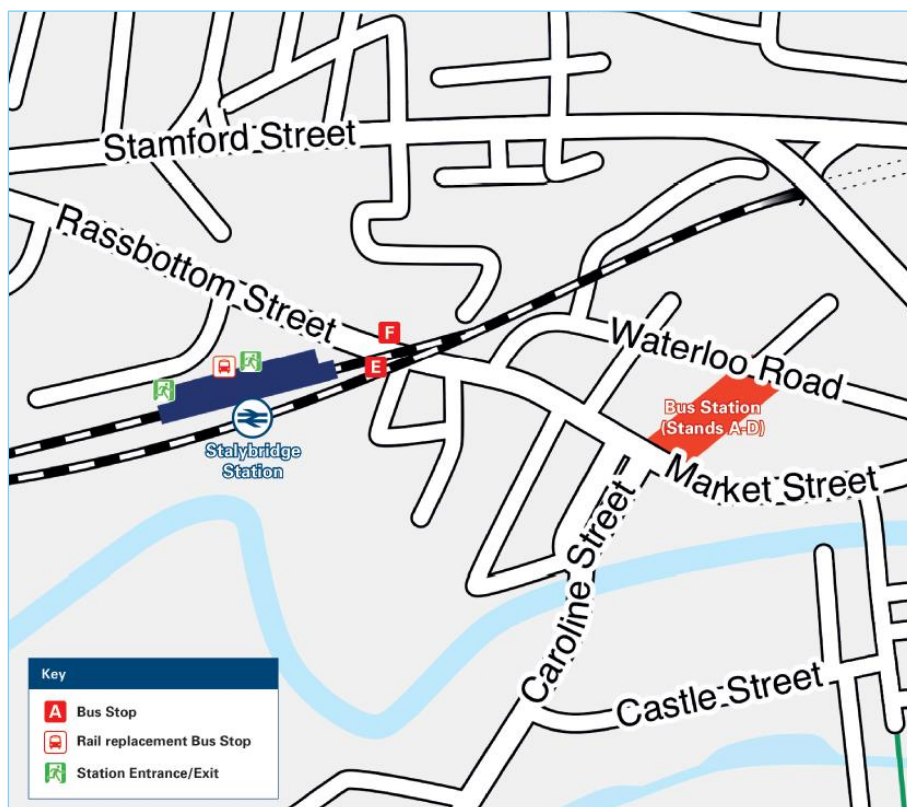 Stamford Street
Rassbottom Street
F
E
Waterloo Road
Bus Station
(Stands A-D)
Stalybridge
Station
Market Street
Caroline Street
Castle Street
Key
A Bus Stop
Rail replacement Bus Stop
Station Entrance/Exit